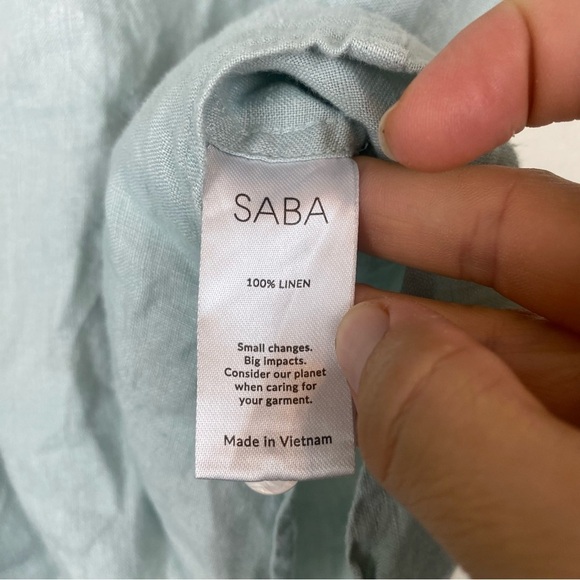 SABA
100% LINEN
Small changes.
Big impacts.
Consider our planet
when caring for
your garment.
Made in Vietnam